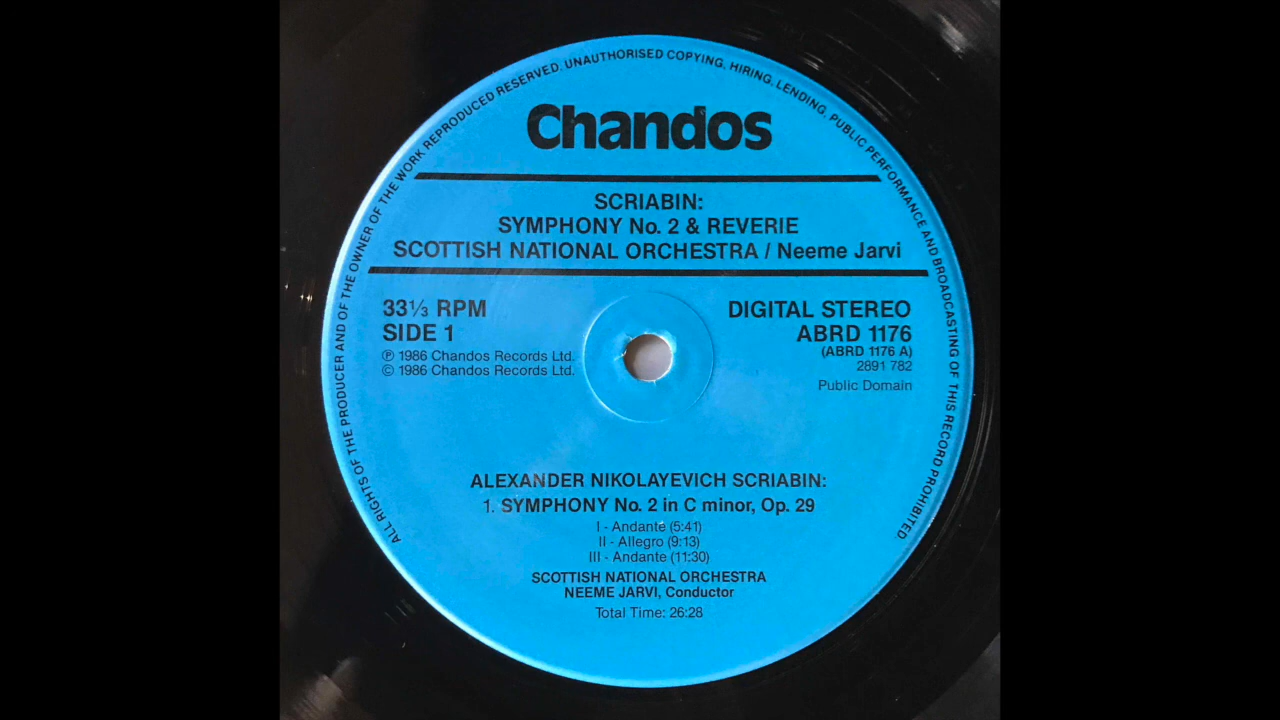 ALL RIGHTS OF THE PRODUCER AND OF THE OWNER OF THE WORK REPRODUCED RESERVED. UNAUTHORISED COPYING, HIRING, LENDING, PUBLIC PERFORMANCE AND BROADCASTING OF THIS RECORD PROHIBITED.
Chandos
SCRIABIN:
SYMPHONY No. 2 & REVERIE
SCOTTISH NATIONAL ORCHESTRA / Neeme Jarvi
33⅓ RPM
SIDE 1
℗ 1986 Chandos Records Ltd.
© 1986 Chandos Records Ltd.
DIGITAL STEREO
ABRD 1176
(ABRD 1176 A)
2891 782
Public Domain
ALEXANDER NIKOLAYEVICH SCRIABIN:
1. SYMPHONY No. 2 in C minor, Op. 29
I - Andante (5:41)
II - Allegro (9:13)
III - Andante (11:30)
SCOTTISH NATIONAL ORCHESTRA
NEEME JARVI, Conductor
Total Time: 26:28